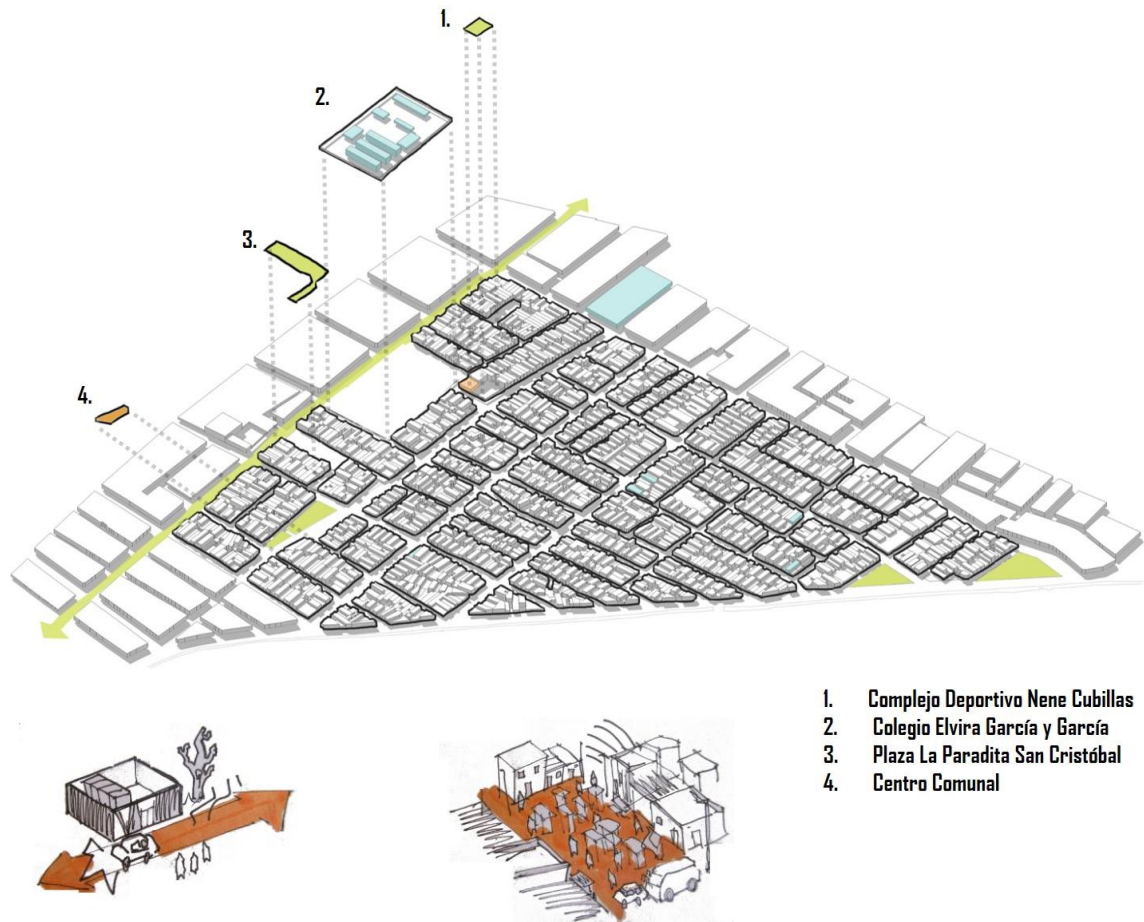 1.
2.
3.
4.
1. Complejo Deportivo Nene Cubillas
2. Colegio Elvira García y García
3. Plaza La Paradita San Cristóbal
4. Centro Comunal